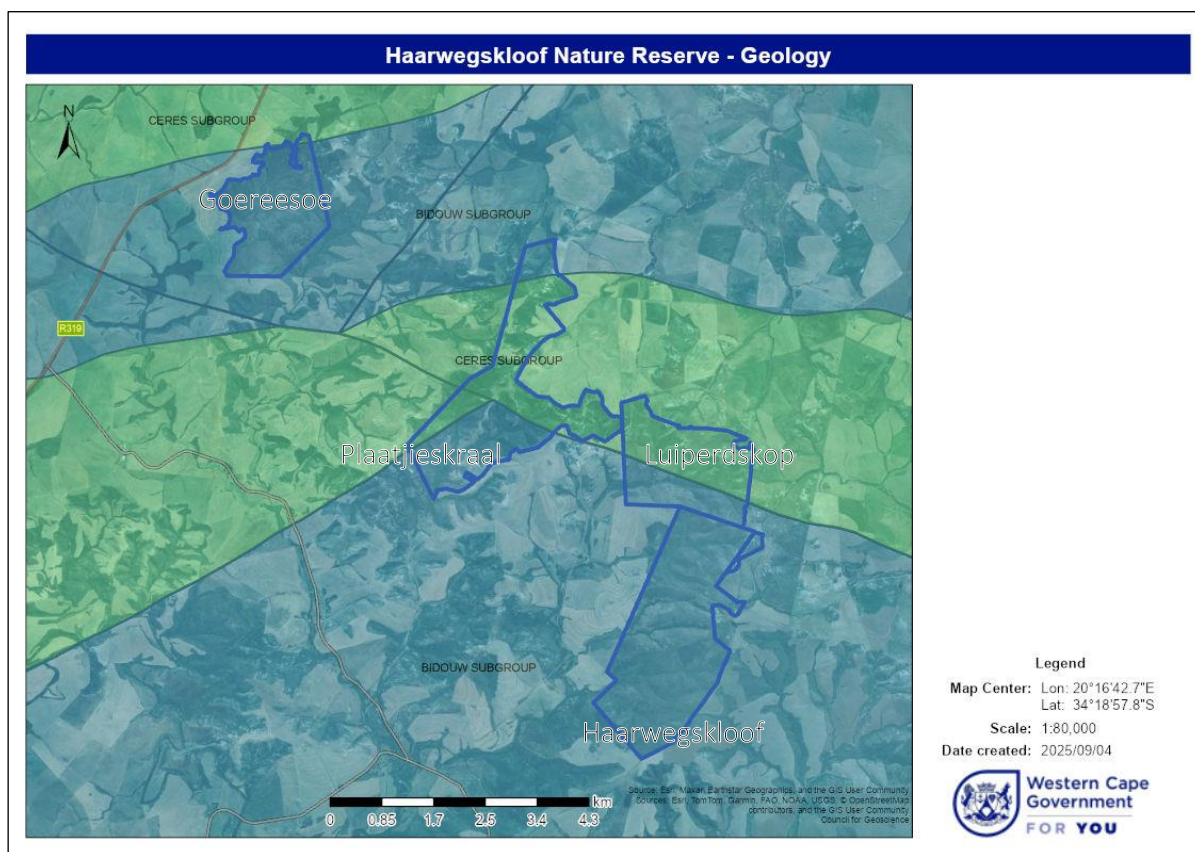 Haarwegskloof Nature Reserve - Geology
N
CERES SUBGROUP
Goereesoe
BIDOUW SUBGROUP
R319
CERES SUBGROUP
Plaatjieskraal
Luiperdskop
BIDOUW SUBGROUP
Haarwegskloof
km
0 0.85 1.7 2.5 3.4 4.3
Source: Esri, Maxar, Earthstar Geographics, and the GIS User Community
Sources: Esri, TomTom, Garmin, FAO, NOAA, USGS, © OpenStreetMap
contributors, and the GIS User Community
Council for Geoscience
Legend
Map Center: Lon: 20°16'42.7"E
Lat: 34°18'57.8"S
Scale: 1:80,000
Date created: 2025/09/04
Western Cape
Government
FOR YOU